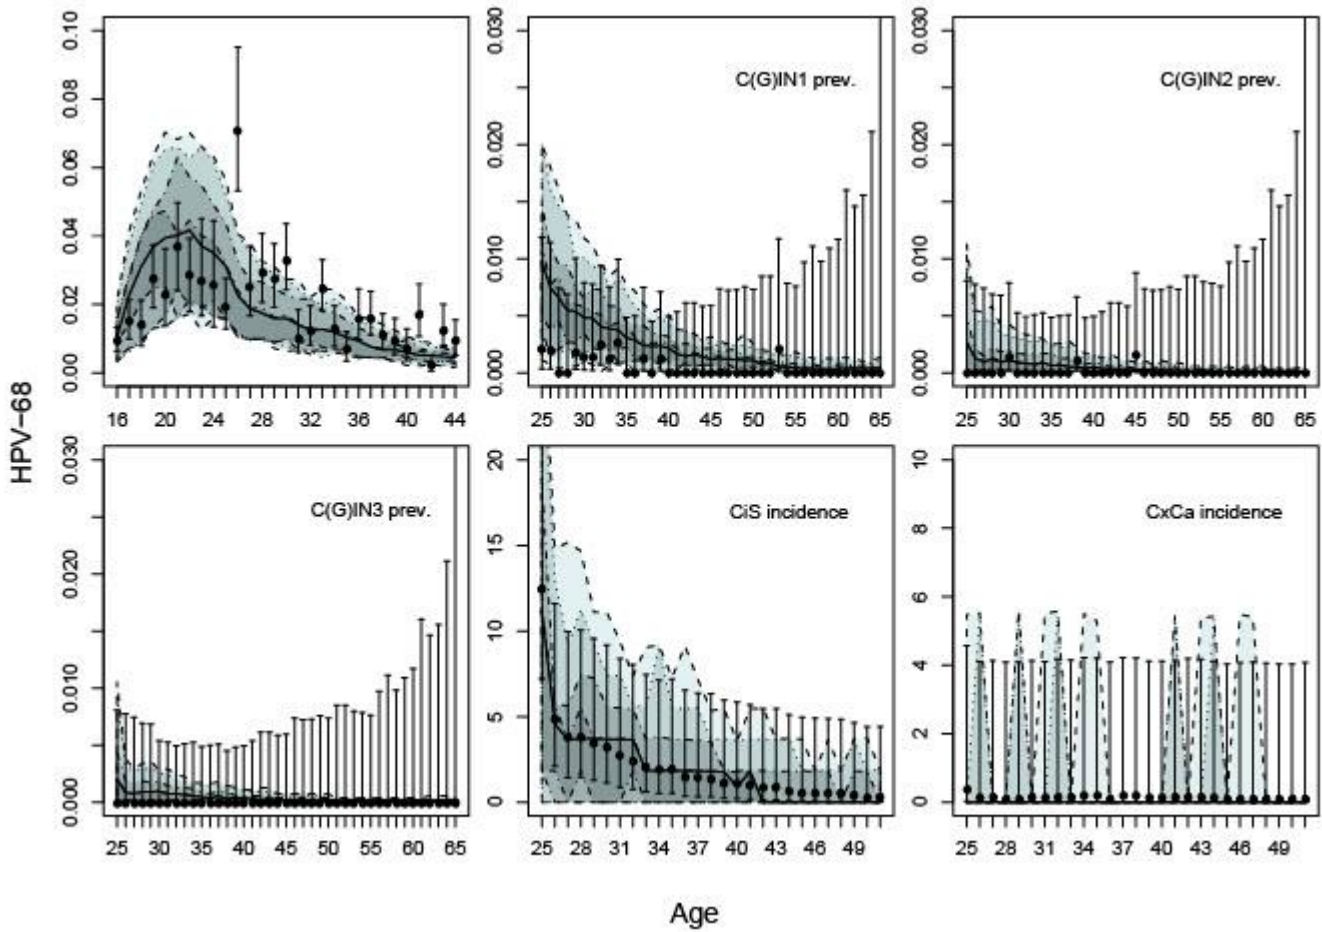 HPV−68
0.00 0.02 0.04 0.06 0.08 0.10
16 20 24 28 32 36 40 44
C(G)IN1 prev.
0.000 0.010 0.020 0.030
25 30 35 40 45 50 55 60 65
C(G)IN2 prev.
0.000 0.010 0.020 0.030
25 30 35 40 45 50 55 60 65
C(G)IN3 prev.
0.000 0.010 0.020 0.030
25 30 35 40 45 50 55 60 65
CiS incidence
0 5 10 15 20
25 28 31 34 37 40 43 46 49
CxCa incidence
0 2 4 6 8 10
25 28 31 34 37 40 43 46 49
Age